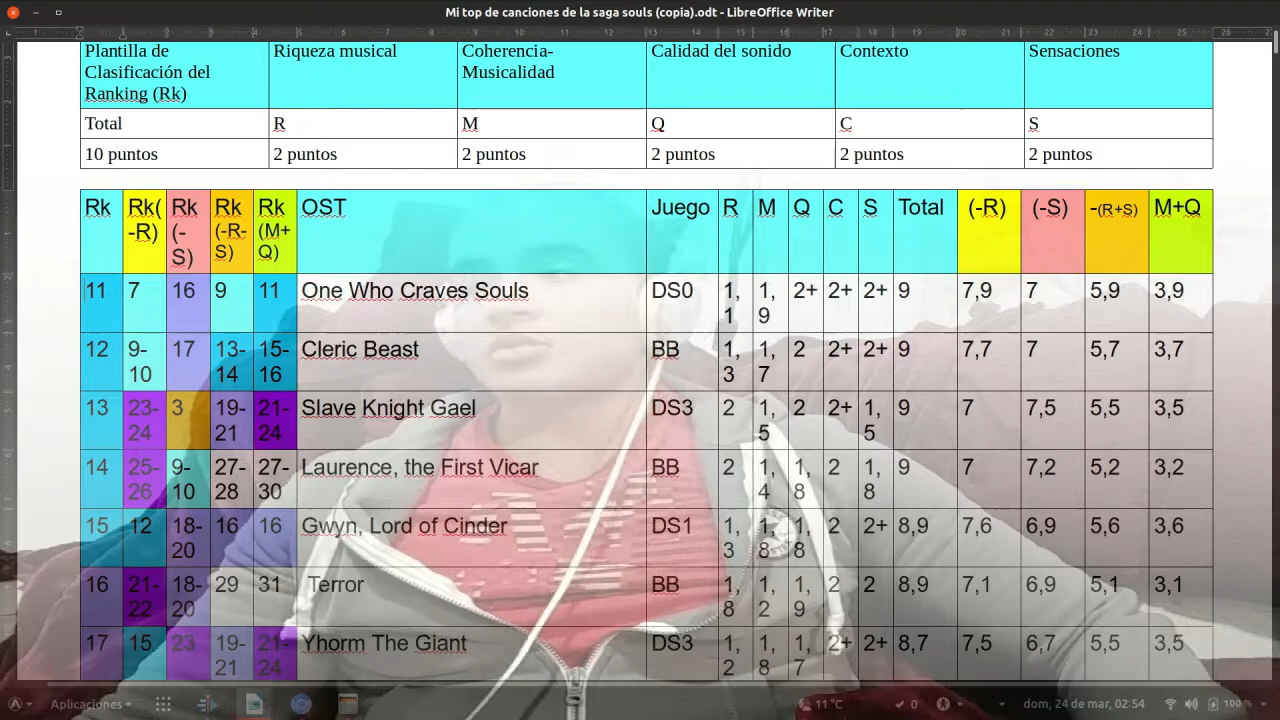 Mi top de canciones de la saga souls (copia).odt - LibreOffice Writer
Plantilla de Clasificación del Ranking (Rk) Riqueza musical Coherencia-Musicalidad Calidad del sonido Contexto Sensaciones
Total R M Q C S
10 puntos 2 puntos 2 puntos 2 puntos 2 puntos 2 puntos
Rk Rk(-R) Rk (-S) Rk (-R-S) Rk (M+Q) OST Juego R M Q C S Total (-R) (-S) -(R+S) M+Q
11 7 16 9 11 One Who Craves Souls DS0 1,1 1,9 2+ 2+ 2+ 9 7,9 7 5,9 3,9
12 9-10 17 13-14 15-16 Cleric Beast BB 1,3 1,7 2 2+ 2+ 9 7,7 7 5,7 3,7
13 23-24 3 19-21 21-24 Slave Knight Gael DS3 2 1,5 2 2+ 1,5 9 7 7,5 5,5 3,5
14 25-26 9-10 27-28 27-30 Laurence, the First Vicar BB 2 1,4 1,8 2 1,8 9 7 7,2 5,2 3,2
15 12 18-20 16 16 Gwyn, Lord of Cinder DS1 1,3 1,8 1,8 2 2+ 8,9 7,6 6,9 5,6 3,6
16 21-22 18-20 29 31 Terror BB 1,8 1,2 1,9 2 2 8,9 7,1 6,9 5,1 3,1
17 15 23 19-21 21-24 Yhorm The Giant DS3 1,2 1,8 1,7 2+ 2+ 8,7 7,5 6,7 5,5 3,5
Aplicaciones 11 °C 0 dom, 24 de mar, 02:54 100 %